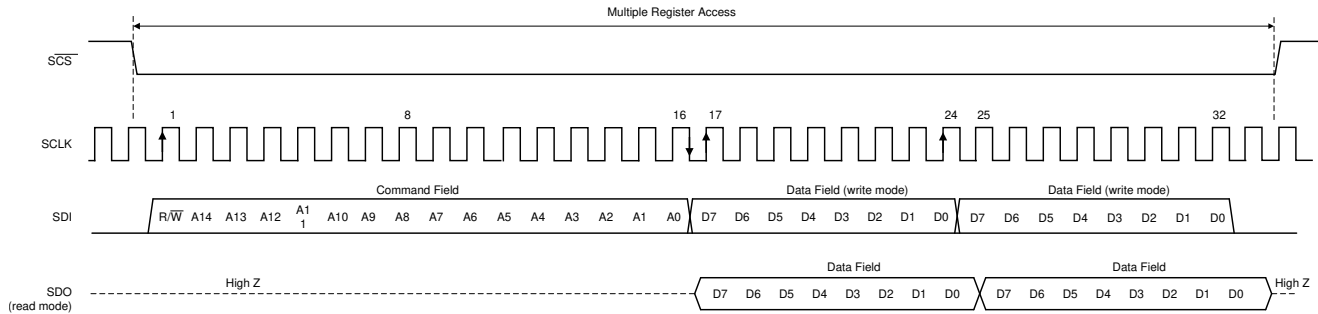 Multiple Register Access
SCS
1 8 16 17 24 25 32
SCLK
Command Field Data Field (write mode) Data Field (write mode)
SDI R/W A14 A13 A12 A1 1 A10 A9 A8 A7 A6 A5 A4 A3 A2 A1 A0 D7 D6 D5 D4 D3 D2 D1 D0 D7 D6 D5 D4 D3 D2 D1 D0
Data Field Data Field
High Z High Z
SDO D7 D6 D5 D4 D3 D2 D1 D0 D7 D6 D5 D4 D3 D2 D1 D0
(read mode)